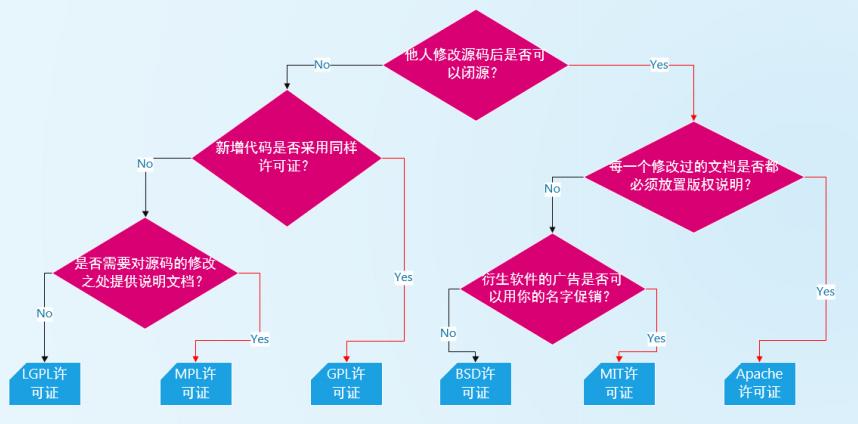 他人修改源码后是否可
以闭源？
No
Yes
新增代码是否采用同样
许可证？
每一个修改过的文档是否都
必须放置版权说明？
No
No
是否需要对源码的修改
之处提供说明文档？
衍生软件的广告是否可
以用你的名字促销？
Yes
Yes
No
No
Yes
Yes
LGPL许
可证
MPL许
可证
GPL许
可证
BSD许
可证
MIT许
可证
Apache
许可证